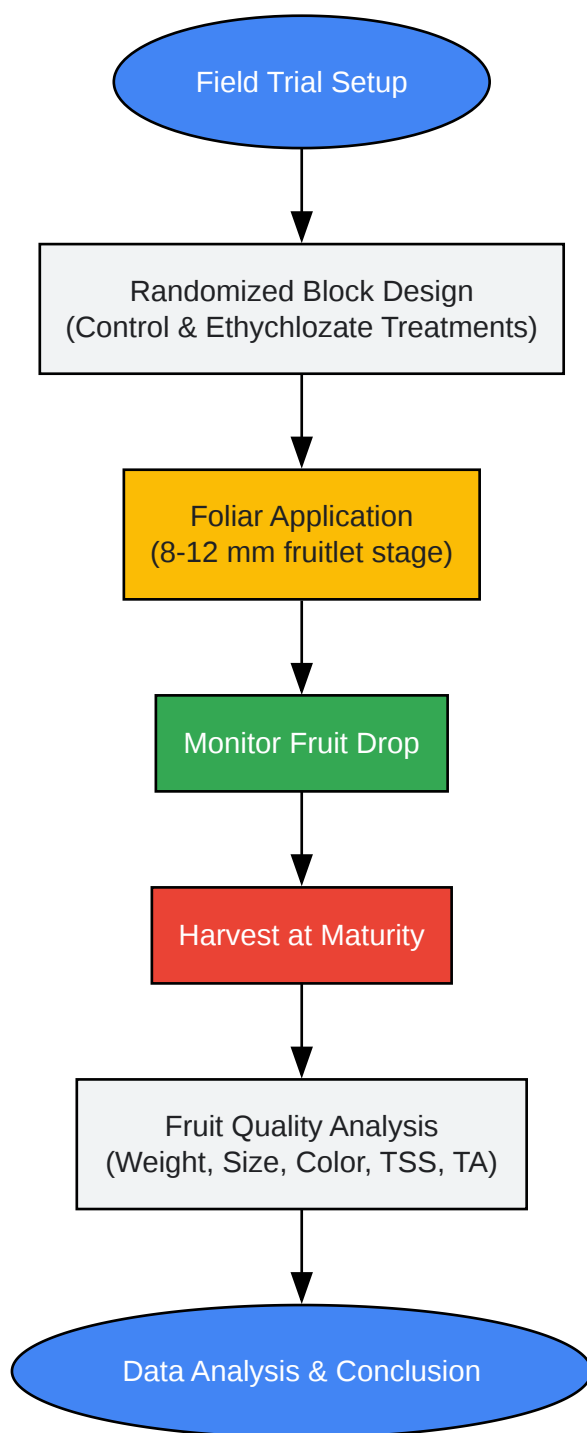 Field Trial Setup
Randomized Block Design
(Control & Ethychlozate Treatments)
Foliar Application
(8-12 mm fruitlet stage)
Monitor Fruit Drop
Harvest at Maturity
Fruit Quality Analysis
(Weight, Size, Color, TSS, TA)
Data Analysis & Conclusion